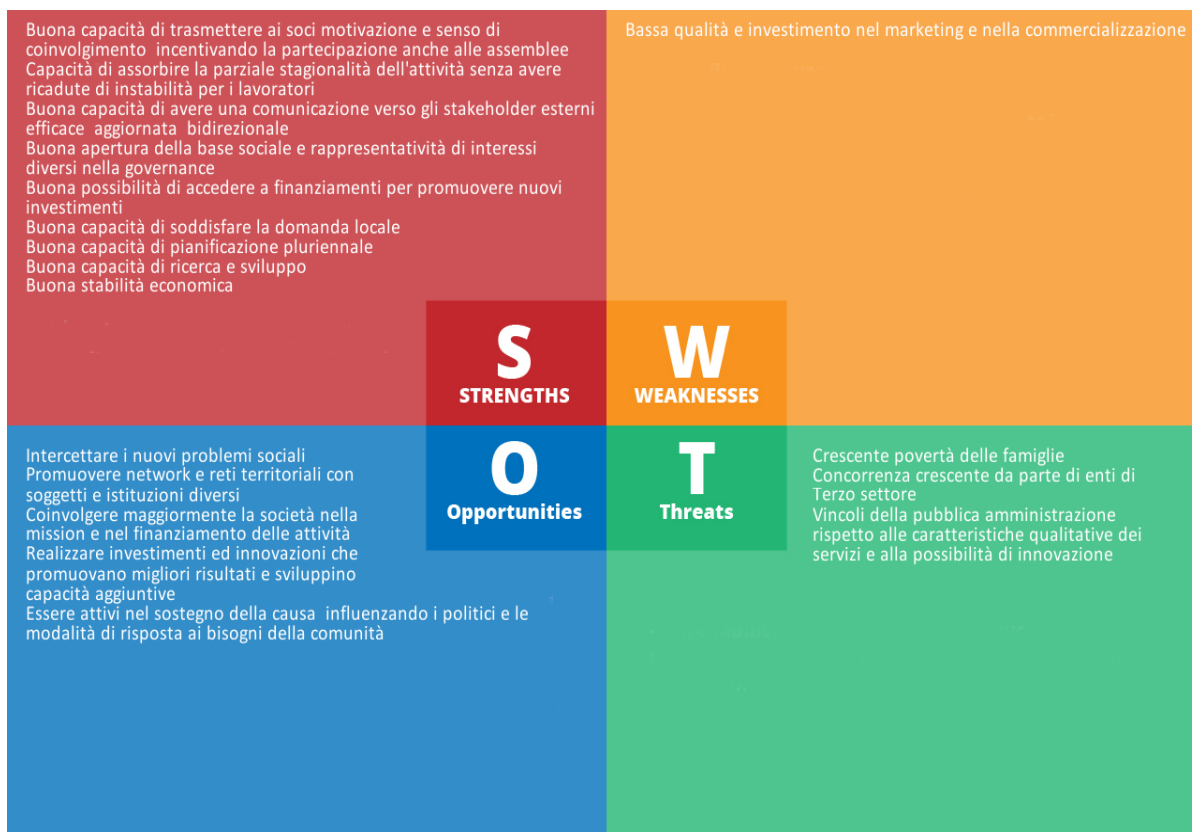 Buona capacità di trasmettere ai soci motivazione e senso di
coinvolgimento  incentivando la partecipazione anche alle assemblee
Capacità di assorbire la parziale stagionalità dell'attività senza avere
ricadute di instabilità per i lavoratori
Buona capacità di avere una comunicazione verso gli stakeholder esterni
efficace  aggiornata  bidirezionale
Buona apertura della base sociale e rappresentatività di interessi
diversi nella governance
Buona possibilità di accedere a finanziamenti per promuovere nuovi
investimenti
Buona capacità di soddisfare la domanda locale
Buona capacità di pianificazione pluriennale
Buona capacità di ricerca e sviluppo
Buona stabilità economica
S
STRENGTHS
Bassa qualità e investimento nel marketing e nella commercializzazione
W
WEAKNESSES
Intercettare i nuovi problemi sociali
Promuovere network e reti territoriali con
soggetti e istituzioni diversi
Coinvolgere maggiormente la società nella
mission e nel finanziamento delle attività
Realizzare investimenti ed innovazioni che
promuovano migliori risultati e sviluppino
capacità aggiuntive
Essere attivi nel sostegno della causa  influenzando i politici e le
modalità di risposta ai bisogni della comunità
O
Opportunities
T
Threats
Crescente povertà delle famiglie
Concorrenza crescente da parte di enti di
Terzo settore
Vincoli della pubblica amministrazione
rispetto alle caratteristiche qualitative dei
servizi e alla possibilità di innovazione